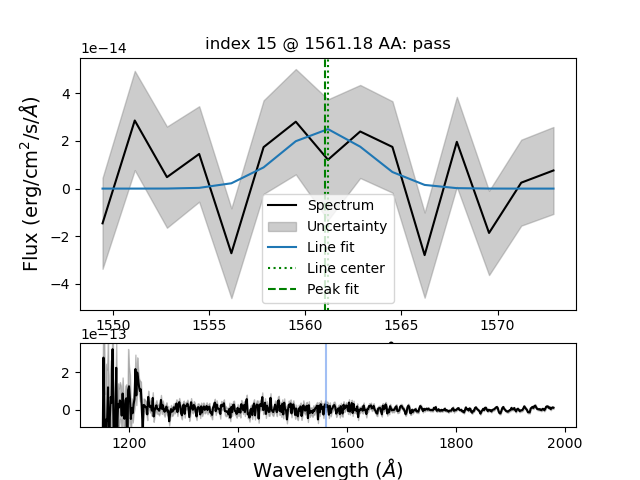 index 15 @ 1561.18 AA: pass
1e−14
Flux (erg/cm²/s/Å)
4
2
0
−2
−4
Spectrum
Uncertainty
Line fit
Line center
Peak fit
1550 1555 1560 1565 1570
1e−13
2
0
1200 1400 1600 1800 2000
Wavelength (Å)